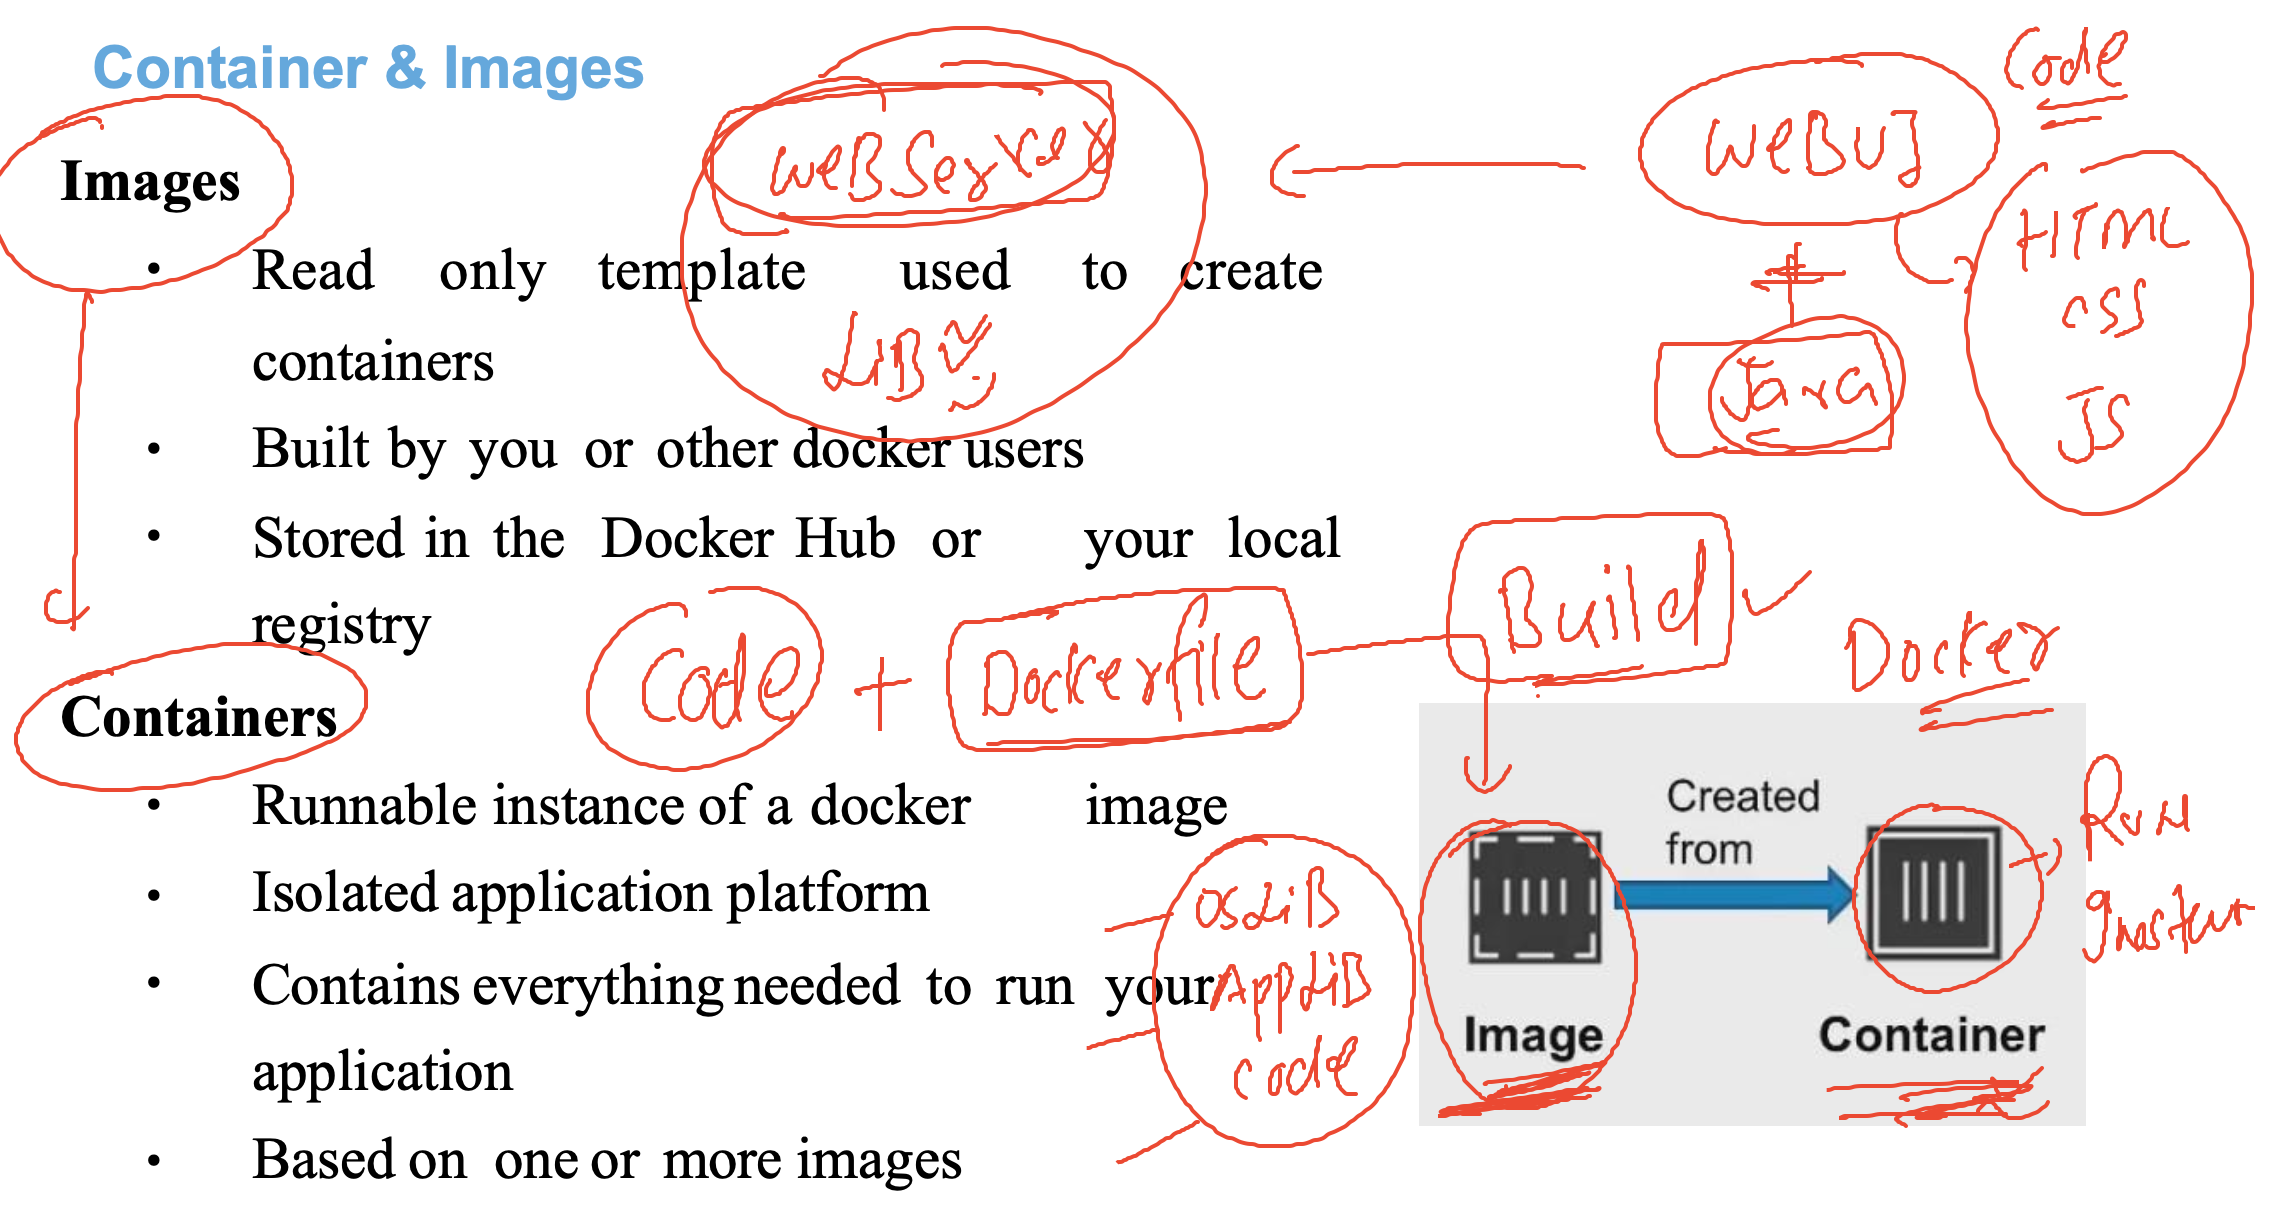 Container & Images
Code
WeBUI
WeBServer
Images
HTML
CSS
JS
Read only template used to create
containers
LiB
Java
Built by you or other docker users
Stored in the Docker Hub or your local
registry
Build
Code + Dockerfile
Docker
Containers
Runnable instance of a docker image
Created
from
Run
Isolated application platform
OSLiB
Contains everything needed to run your
AppLiB
application
Code
Image
Container
Based on one or more images